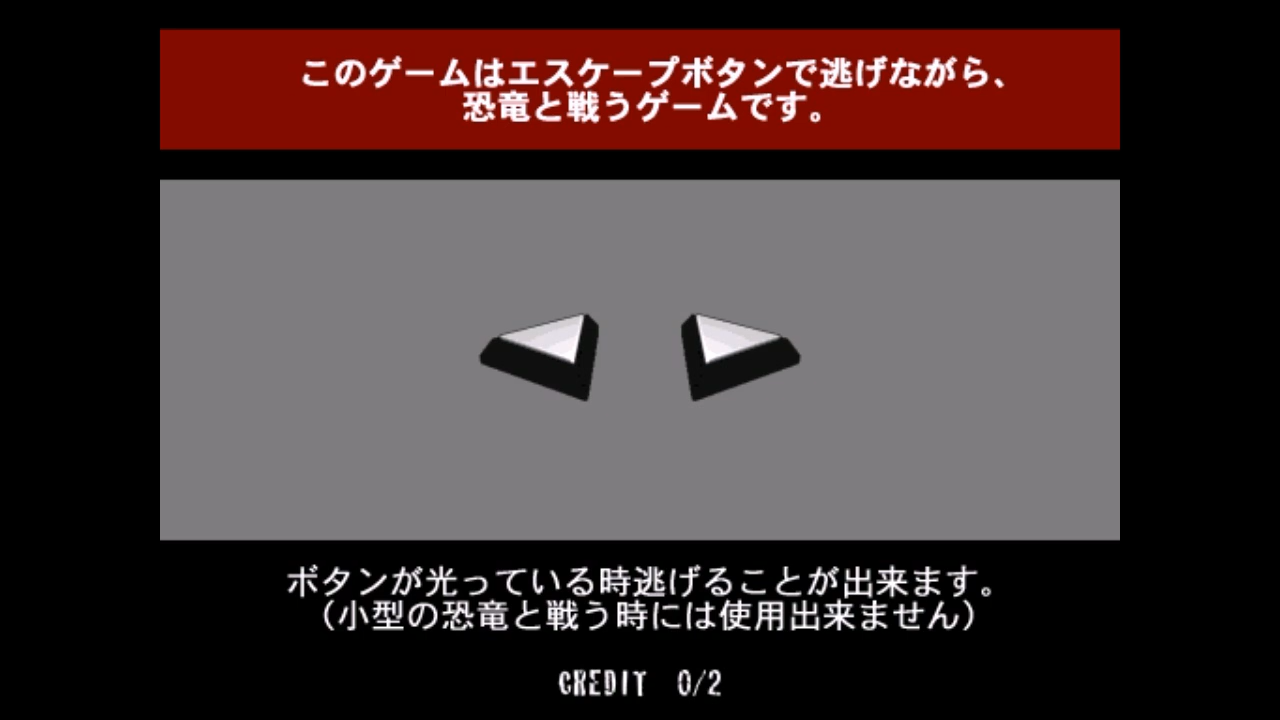 このゲームはエスケープボタンで逃げながら、
恐竜と戦うゲームです。
ボタンが光っている時逃げることが出来ます。
（小型の恐竜と戦う時には使用出来ません）
CREDIT 0/2